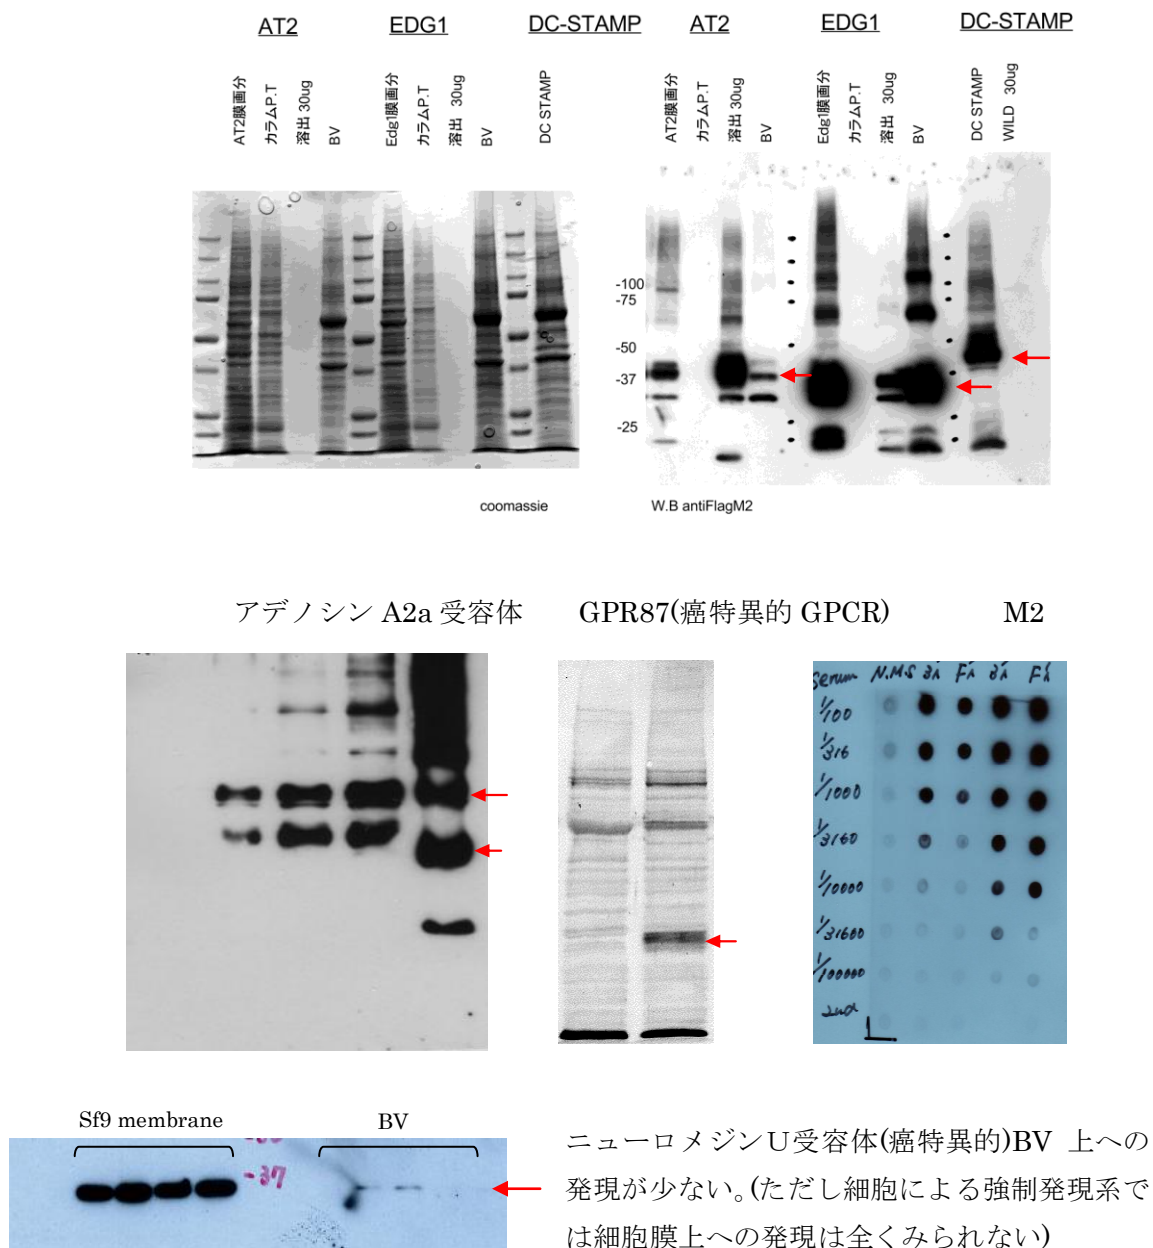 AT2 EDG1 DC-STAMP AT2 EDG1 DC-STAMP
AT2膜画分
カラムP.T
溶出 30ug
BV
Edg1膜画分
カラムP.T
溶出 30ug
BV
DC STAMP
AT2膜画分
カラムP.T
溶出 30ug
BV
Edg1膜画分
カラムP.T
溶出 30ug
BV
DC STAMP
WILD 30ug
-100
-75
-50
-37
-25
coomassie
W.B antiFlagM2
アデノシン A2a 受容体 GPR87(癌特異的 GPCR) M2
Serum N.M.S
1/100
1/316
1/1000
1/3160
1/10000
1/31600
1/100000
2nd
Sf9 membrane BV
-37
ニューロメジンU受容体(癌特異的)BV 上への
発現が少ない。(ただし細胞による強制発現系で
は細胞膜上への発現は全くみられない)